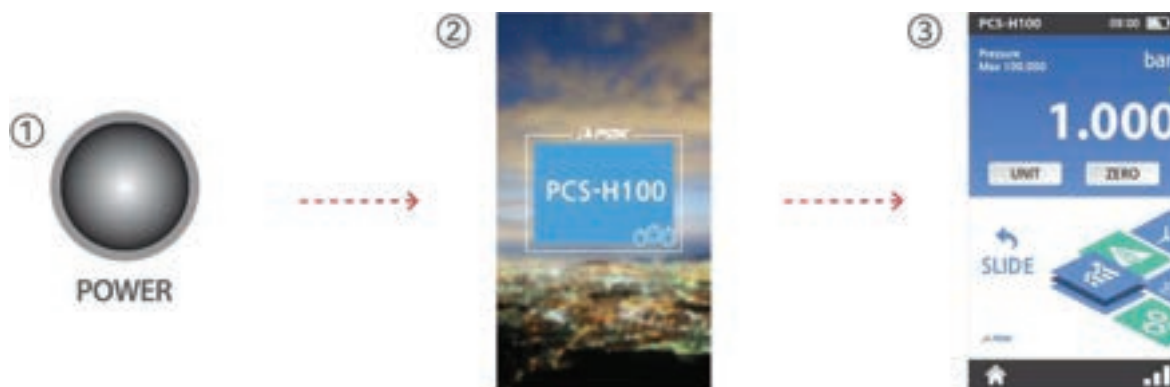 ①
POWER
②
PCS-H100
③
PCS-H100 09:00
Pressure bar
Max 100.000
1.000
UNIT ZERO
SLIDE